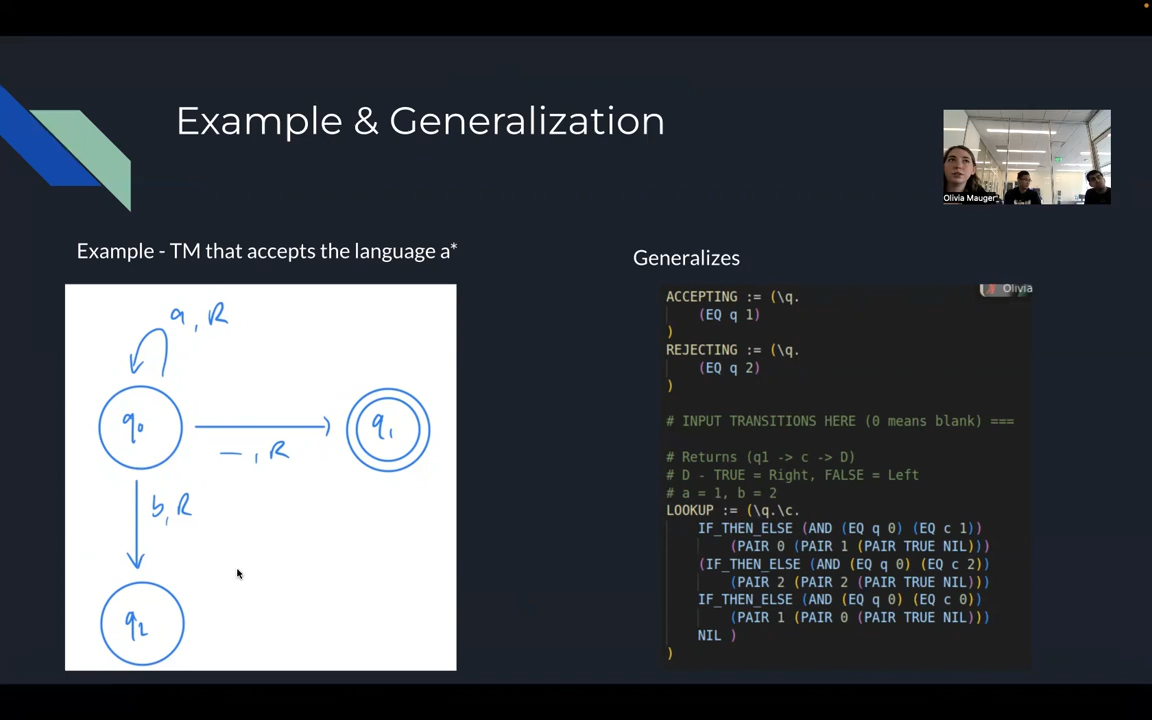 Example & Generalization
Olivia Mauger
Example - TM that accepts the language a*
a, R
q0
—, R
q1
b, R
q2
Generalizes
Olivia
ACCEPTING := (\q.
(EQ q 1)
)
REJECTING := (\q.
(EQ q 2)
)
# INPUT TRANSITIONS HERE (0 means blank) ===
# Returns (q1 -> c -> D)
# D - TRUE = Right, FALSE = Left
# a = 1, b = 2
LOOKUP := (\q.\c.
IF_THEN_ELSE (AND (EQ q 0) (EQ c 1))
(PAIR 0 (PAIR 1 (PAIR TRUE NIL)))
(IF_THEN_ELSE (AND (EQ q 0) (EQ c 2))
(PAIR 2 (PAIR 2 (PAIR TRUE NIL)))
IF_THEN_ELSE (AND (EQ q 0) (EQ c 0))
(PAIR 1 (PAIR 0 (PAIR TRUE NIL)))
NIL )
)